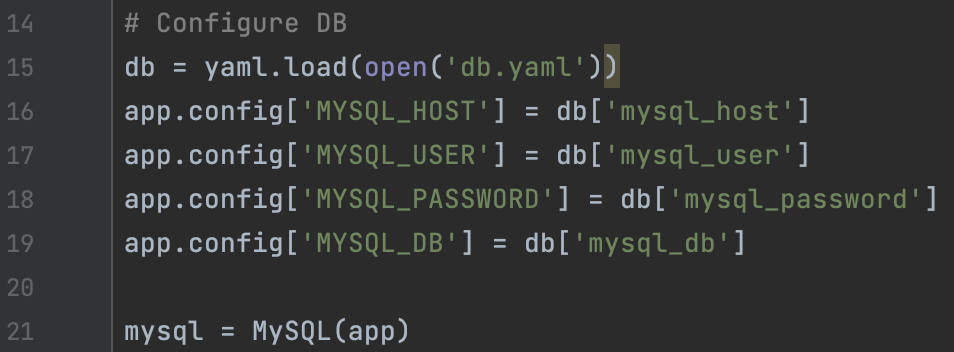 14 # Configure DB
15 db = yaml.load(open('db.yaml'))
16 app.config['MYSQL_HOST'] = db['mysql_host']
17 app.config['MYSQL_USER'] = db['mysql_user']
18 app.config['MYSQL_PASSWORD'] = db['mysql_password']
19 app.config['MYSQL_DB'] = db['mysql_db']
20
21 mysql = MySQL(app)